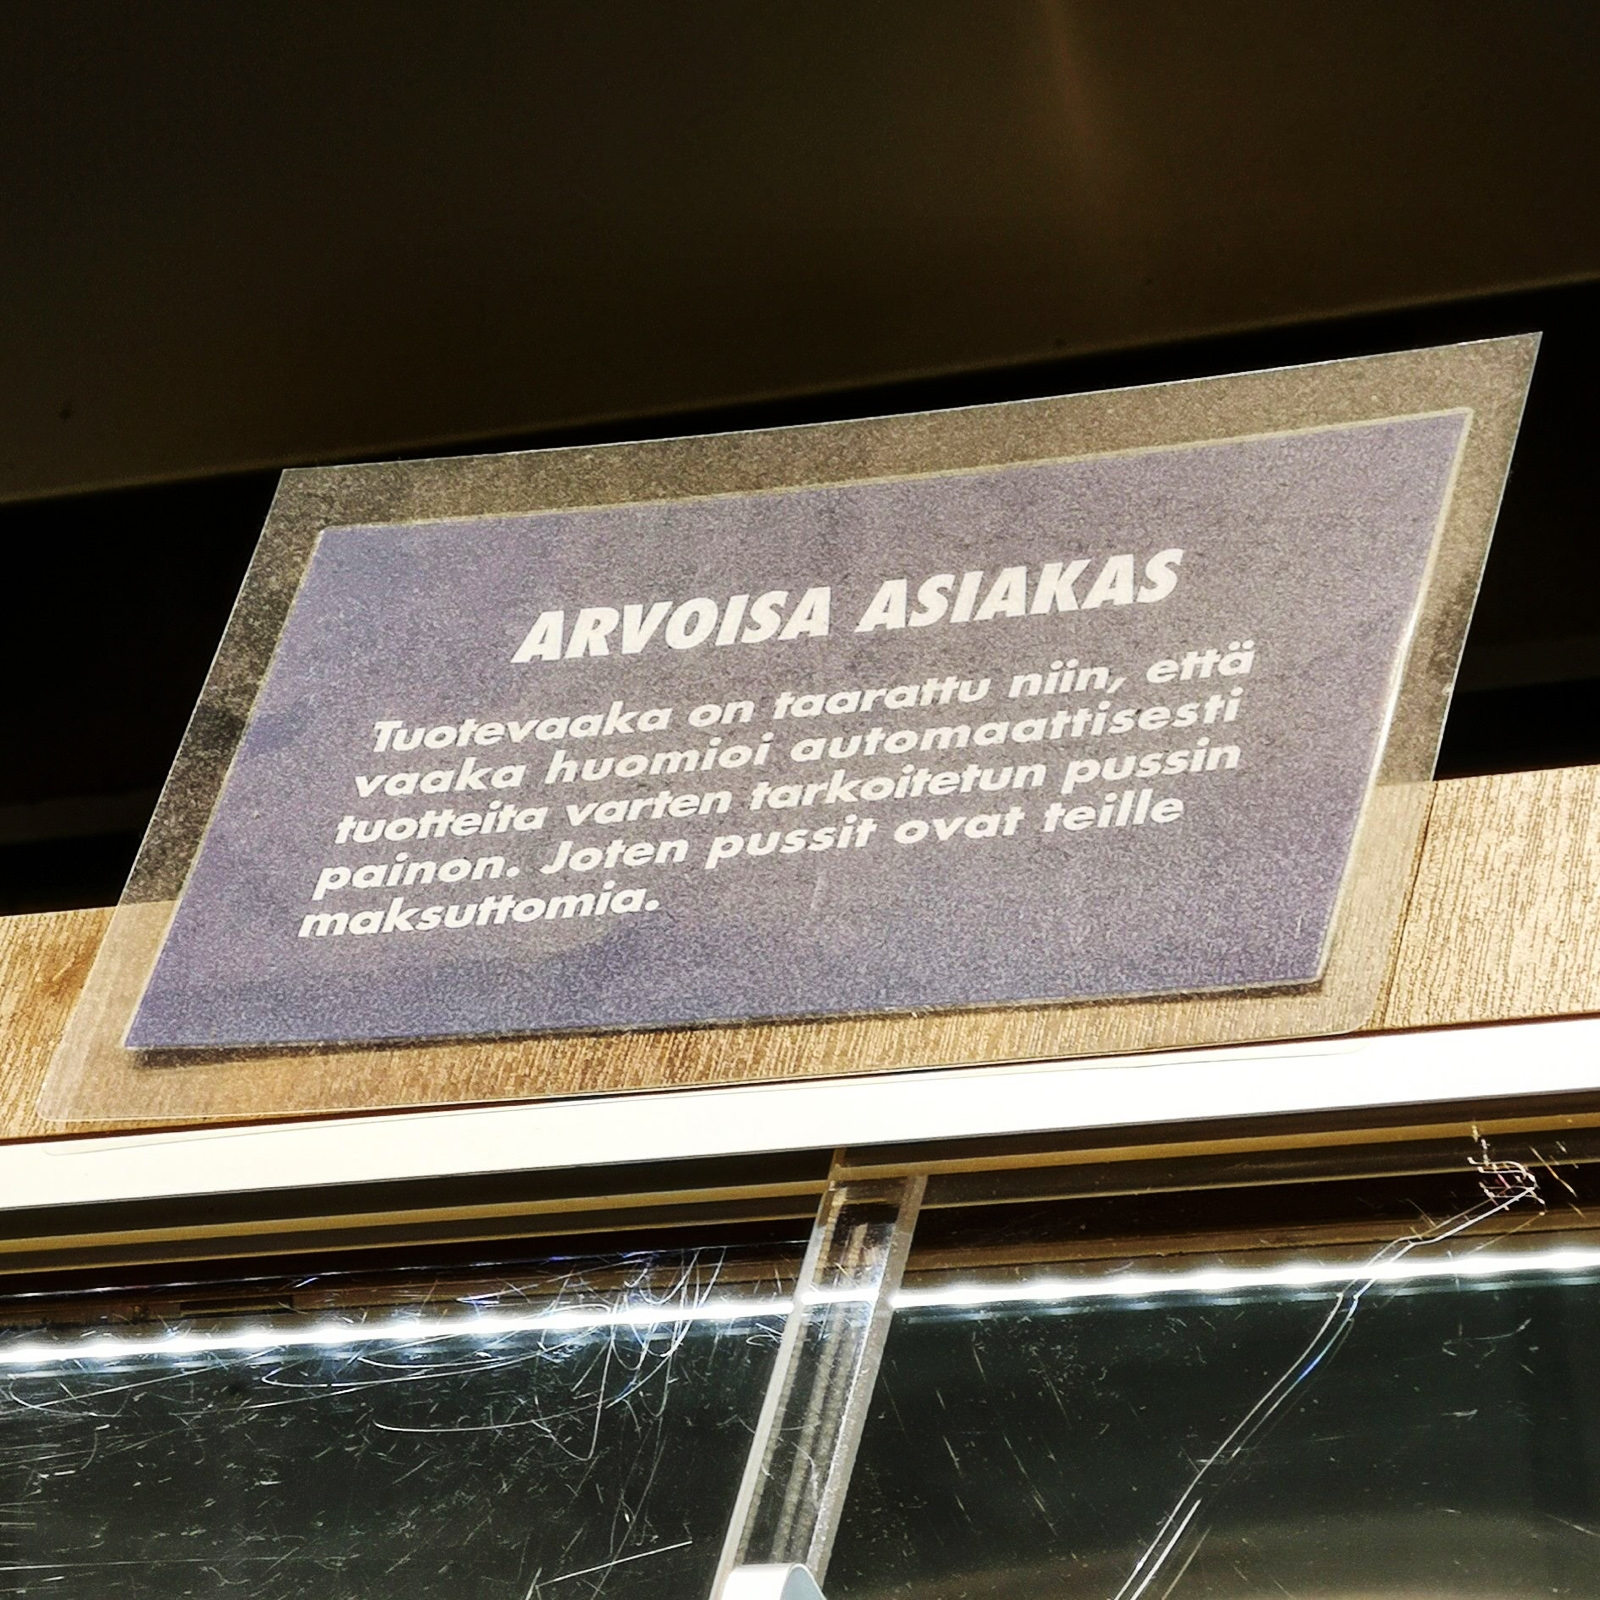 ARVOISA ASIAKAS
Tuotevaaka on taarattu niin, että
vaaka huomioi automaattisesti
tuotteita varten tarkoitetun pussin
painon. Joten pussit ovat teille
maksuttomia.